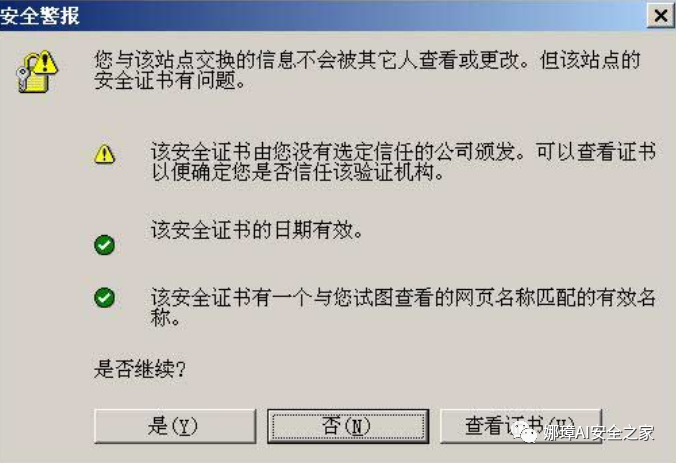 安全警报
您与该站点交换的信息不会被其它人查看或更改。但该站点的
安全证书有问题。
该安全证书由您没有选定信任的公司颁发。可以查看证书
以便确定您是否信任该验证机构。
该安全证书的日期有效。
该安全证书有一个与您试图查看的网页名称匹配的有效名
称。
是否继续?
是(Y)
否(N)
查看证书(V)
娜璋AI安全之家